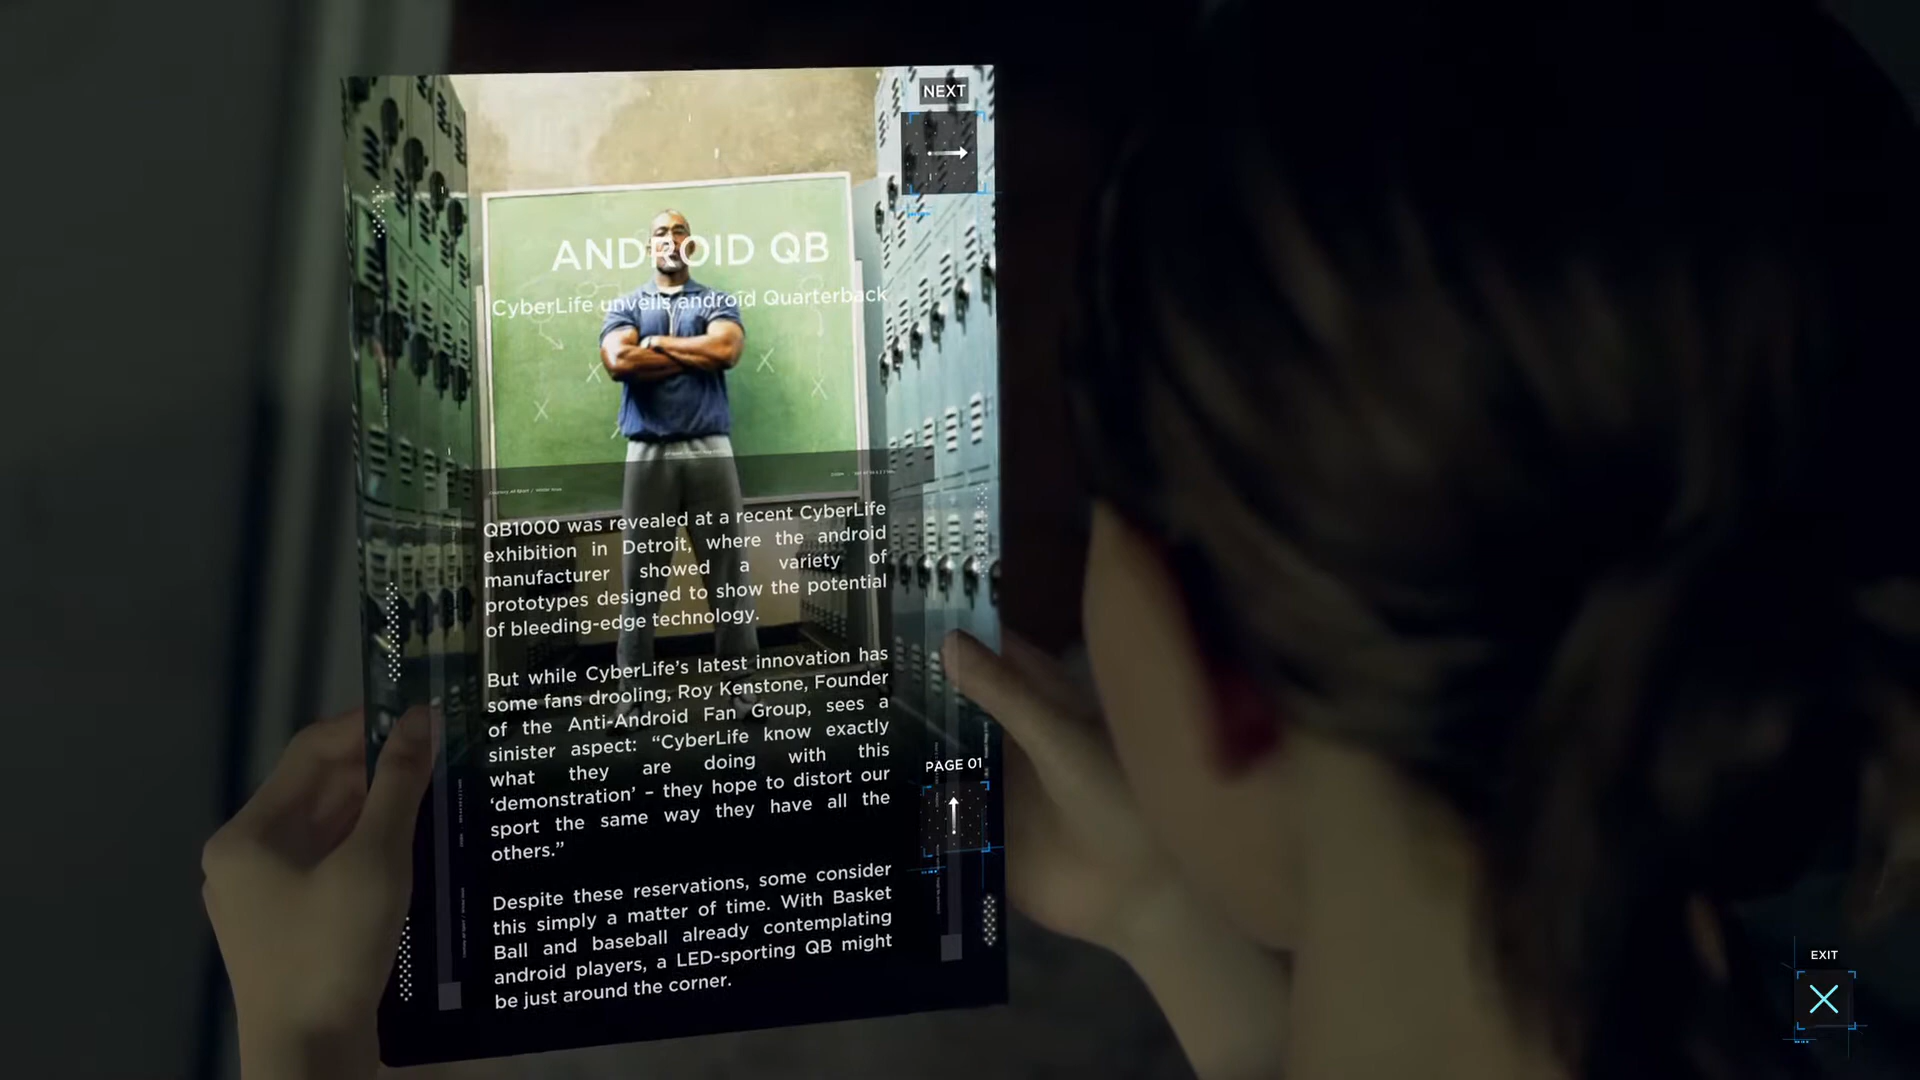 NEXT
ANDROID QB
CyberLife unveils android Quarterback
QB1000 was revealed at a recent CyberLife
exhibition in Detroit, where the android
manufacturer showed a variety of
prototypes designed to show the potential
of bleeding-edge technology.
But while CyberLife’s latest innovation has
some fans drooling, Roy Kenstone, Founder
of the Anti-Android Fan Group, sees a
sinister aspect: “CyberLife know exactly
what they are doing with this
‘demonstration’ – they hope to distort our
sport the same way they have all the
others.”
Despite these reservations, some consider
this simply a matter of time. With Basket
Ball and baseball already contemplating
android players, a LED-sporting QB might
be just around the corner.
PAGE 01
EXIT